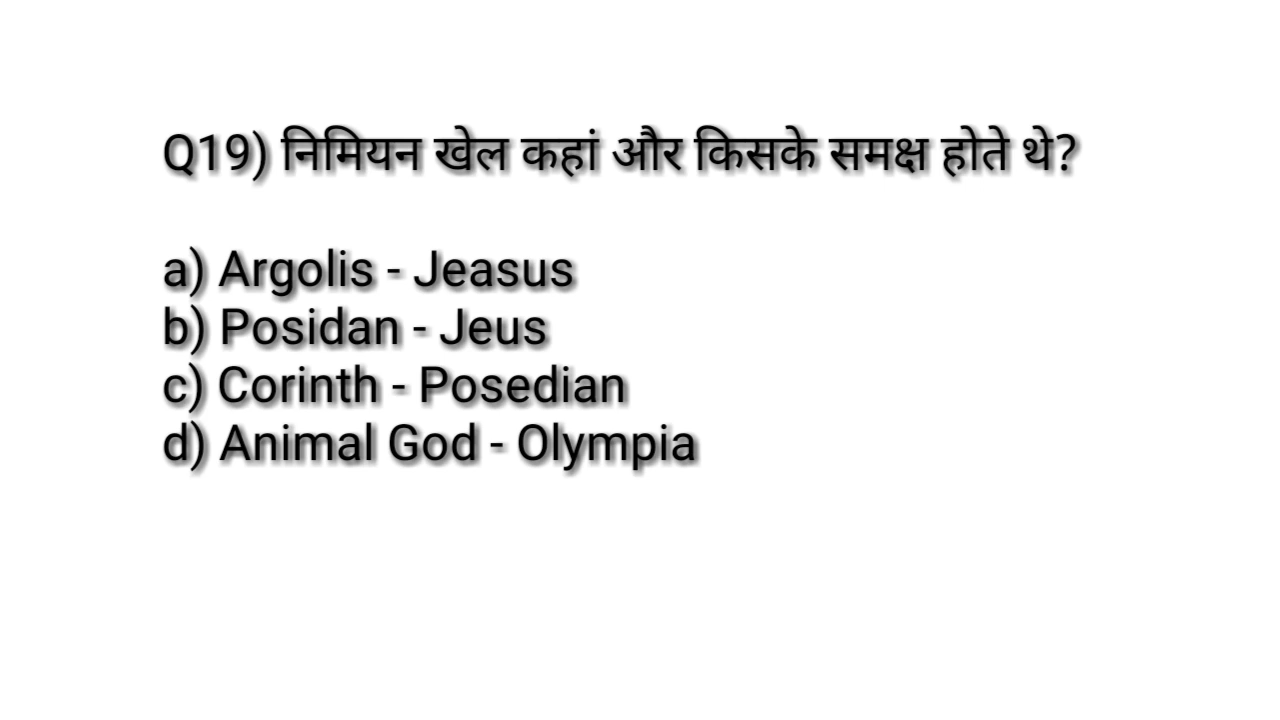 Q19) निमियन खेल कहां और किसके समक्ष होते थे?
a) Argolis - Jeasus
b) Posidan - Jeus
c) Corinth - Posedian
d) Animal God - Olympia